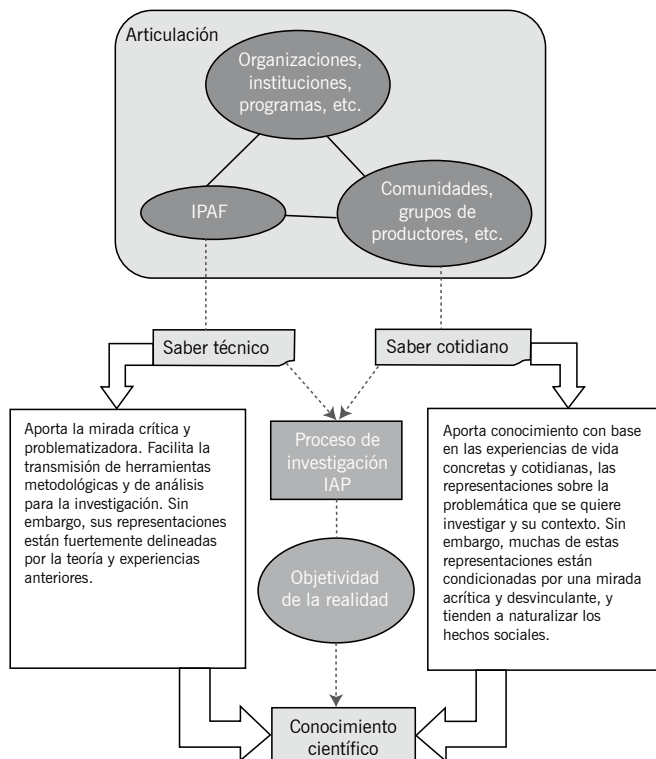 Articulación
Organizaciones,
instituciones,
programas, etc.
IPAF
Comunidades,
grupos de
productores, etc.
Saber técnico
Saber cotidiano
Aporta la mirada crítica y
problematizadora. Facilita la
transmisión de herramientas
metodológicas y de análisis
para la investigación. Sin
embargo, sus representaciones
están fuertemente delineadas
por la teoría y experiencias
anteriores.
Proceso de
investigación
IAP
Objetividad
de la realidad
Aporta conocimiento con base
en las experiencias de vida
concretas y cotidianas, las
representaciones sobre la
problemática que se quiere
investigar y su contexto. Sin
embargo, muchas de estas
representaciones están
condicionadas por una mirada
acrítica y desvinculante, y
tienden a naturalizar los
hechos sociales.
Conocimiento
científico